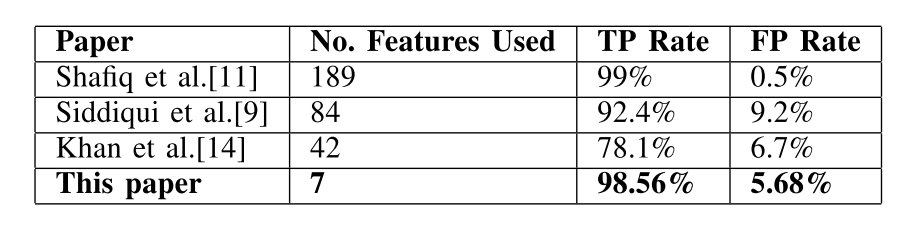 Paper No. Features Used TP Rate FP Rate
Shafiq et al.[11] 189 99% 0.5%
Siddiqui et al.[9] 84 92.4% 9.2%
Khan et al.[14] 42 78.1% 6.7%
This paper 7 98.56% 5.68%